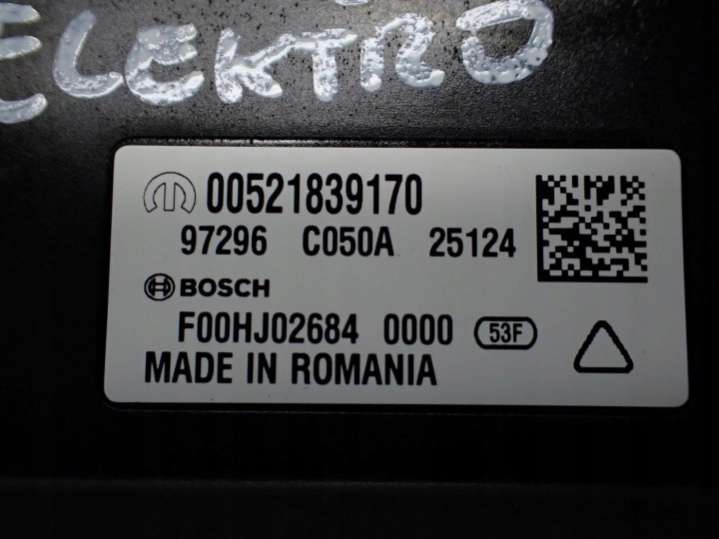 ELEKTRO
00521839170
97296 C050A 25124
BOSCH
F00HJ02684 0000 53F
MADE IN ROMANIA